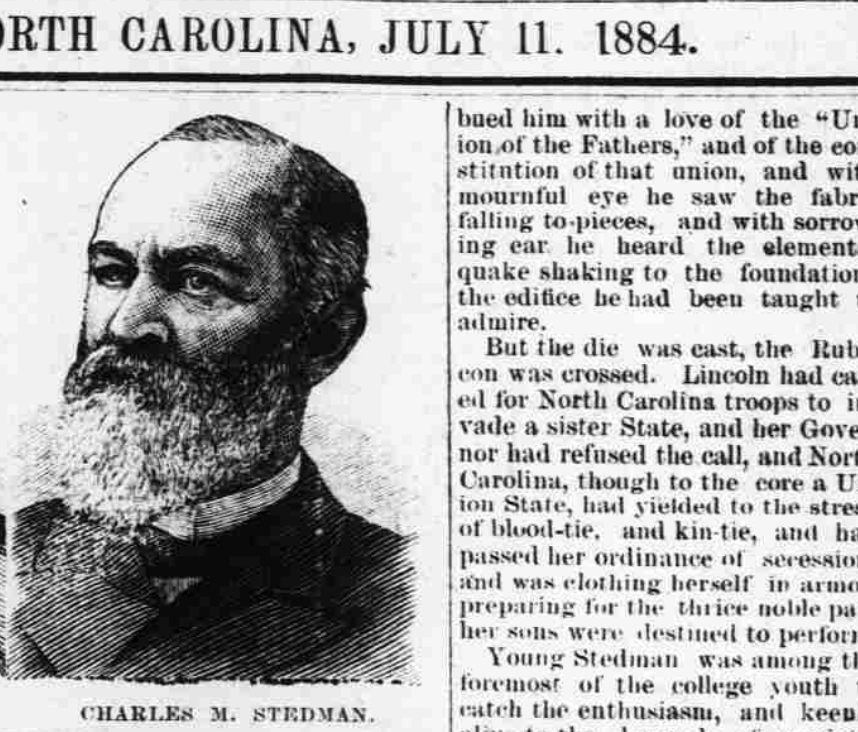 ORTH CAROLINA, JULY 11. 1884.
CHARLES M. STEDMAN.
bued him with a love of the “Un
ion of the Fathers,” and of the co
stitntion of that union, and wit
mournful eye he saw the fabr
falling to-pieces, and with sorrow
ing ear he heard the element
quake shaking to the foundation
the edifice he had been taught
admire.
But the die was cast, the Rub
con was crossed. Lincoln had ca
ed for North Carolina troops to in
vade a sister State, and her Gove
nor had refused the call, and Nort
Carolina, though to the core a U
ion State, had yielded to the stres
of blood-tie, and kin-tie, and ha
passed her ordinance of secession
and was clothing herself in armo
preparing for the thrice noble pa
her sons were destined to perform
Young Stedman was among th
foremost of the college youth
catch the enthusiasm, and keen